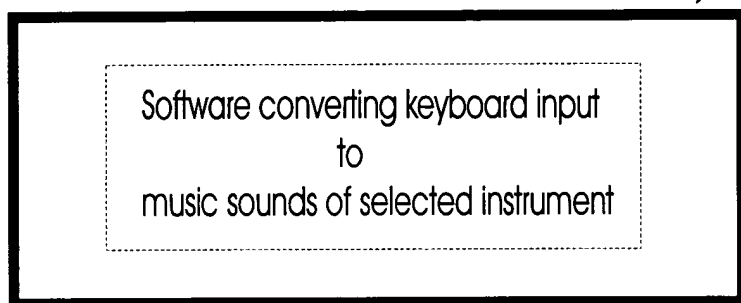 Software converting keyboard input
to
music sounds of selected instrument